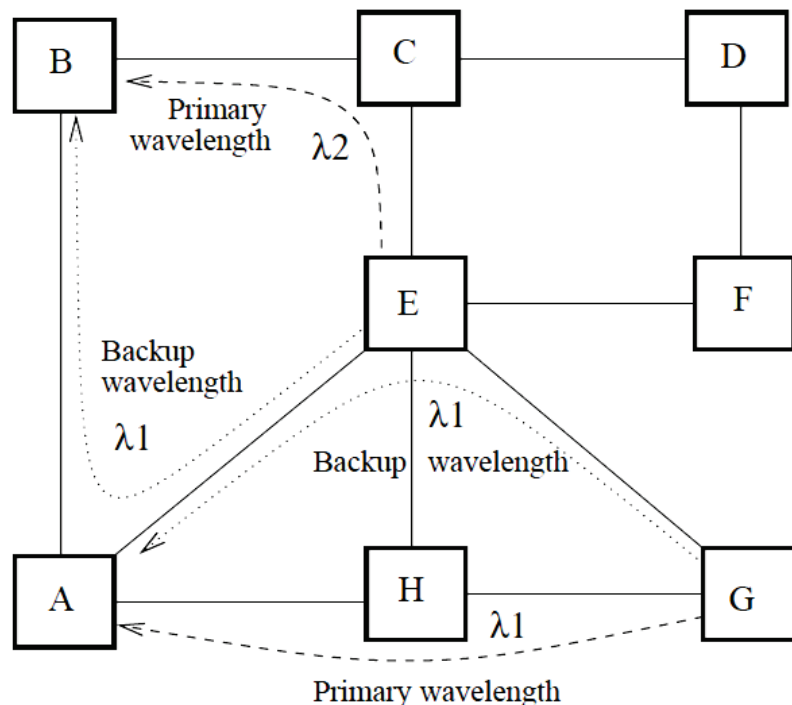 B
C
D
Primary
wavelength
λ2
E
F
Backup
wavelength
λ1
λ1
Backup wavelength
A
H
G
λ1
Primary wavelength